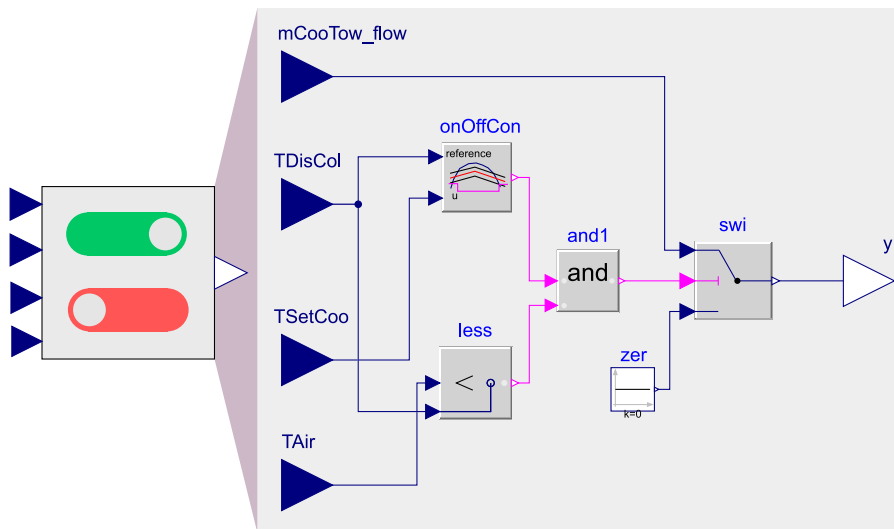 mCooTow_flow
onOffCon
reference
u
TDisCol
and1
and
swi
y
TSetCoo
less
<
zer
k=0
TAir